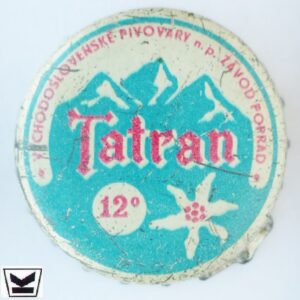 VÝCHODOSLOVENSKÉ PIVOVARY n.p. ZÁVOD POPRAD
Tatran
12°